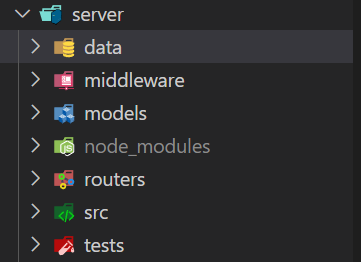 server
data
middleware
models
node_modules
routers
src
tests